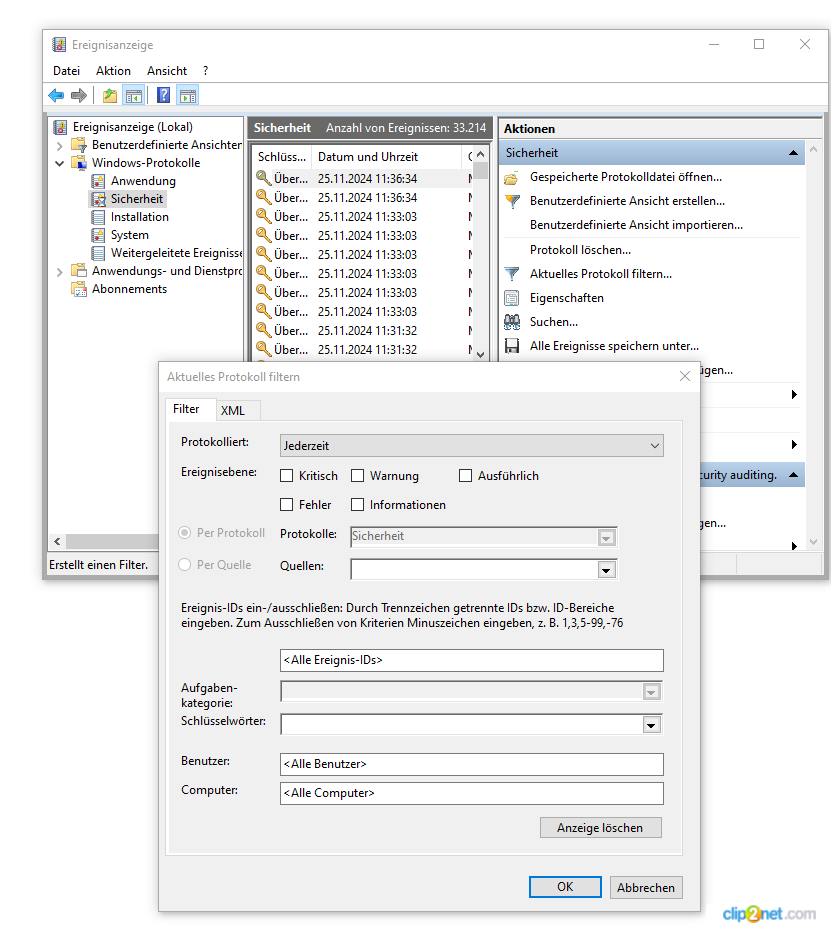 Ereignisanzeige
Datei Aktion Ansicht ?
Ereignisanzeige (Lokal)
Benutzerdefinierte Ansichten
Windows-Protokolle
Anwendung
Sicherheit
Installation
System
Weitergeleitete Ereignisse
Anwendungs- und Dienstpro
Abonnements
Sicherheit Anzahl von Ereignissen: 33.214
Schlüss... Datum und Uhrzeit
Über... 25.11.2024 11:36:34
Über... 25.11.2024 11:36:34
Über... 25.11.2024 11:33:03
Über... 25.11.2024 11:33:03
Über... 25.11.2024 11:33:03
Über... 25.11.2024 11:33:03
Über... 25.11.2024 11:33:03
Über... 25.11.2024 11:33:03
Über... 25.11.2024 11:31:32
Über... 25.11.2024 11:31:32
Aktionen
Sicherheit
Gespeicherte Protokolldatei öffnen...
Benutzerdefinierte Ansicht erstellen...
Benutzerdefinierte Ansicht importieren...
Protokoll löschen...
Aktuelles Protokoll filtern...
Eigenschaften
Suchen...
Alle Ereignisse speichern unter...
ügen...
curity auditing.
gen...
Erstellt einen Filter.
Aktuelles Protokoll filtern
Filter XML
Protokolliert: Jederzeit
Ereignisebene: Kritisch Warnung Ausführlich
Fehler Informationen
Per Protokoll Protokolle: Sicherheit
Per Quelle Quellen:
Ereignis-IDs ein-/ausschließen: Durch Trennzeichen getrennte IDs bzw. ID-Bereiche
eingeben. Zum Ausschließen von Kriterien Minuszeichen eingeben, z. B. 1,3,5-99,-76
<Alle Ereignis-IDs>
Aufgaben-
kategorie:
Schlüsselwörter:
Benutzer: <Alle Benutzer>
Computer: <Alle Computer>
Anzeige löschen
OK Abbrechen
clip2net.com